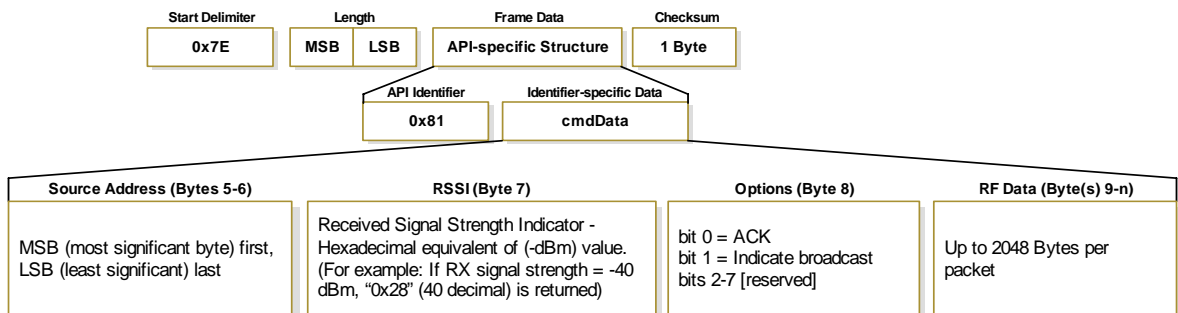 Start Delimiter
Length
Frame Data
Checksum
0x7E
MSB
LSB
API-specific Structure
1 Byte
API Identifier
Identifier-specific Data
0x81
cmdData
Source Address (Bytes 5-6)
MSB (most significant byte) first,
LSB (least significant) last
RSSI (Byte 7)
Received Signal Strength Indicator -
Hexadecimal equivalent of (-dBm) value.
(For example: If RX signal strength = -40
dBm, “0x28” (40 decimal) is returned)
Options (Byte 8)
bit 0 = ACK
bit 1 = Indicate broadcast
bits 2-7 [reserved]
RF Data (Byte(s) 9-n)
Up to 2048 Bytes per
packet